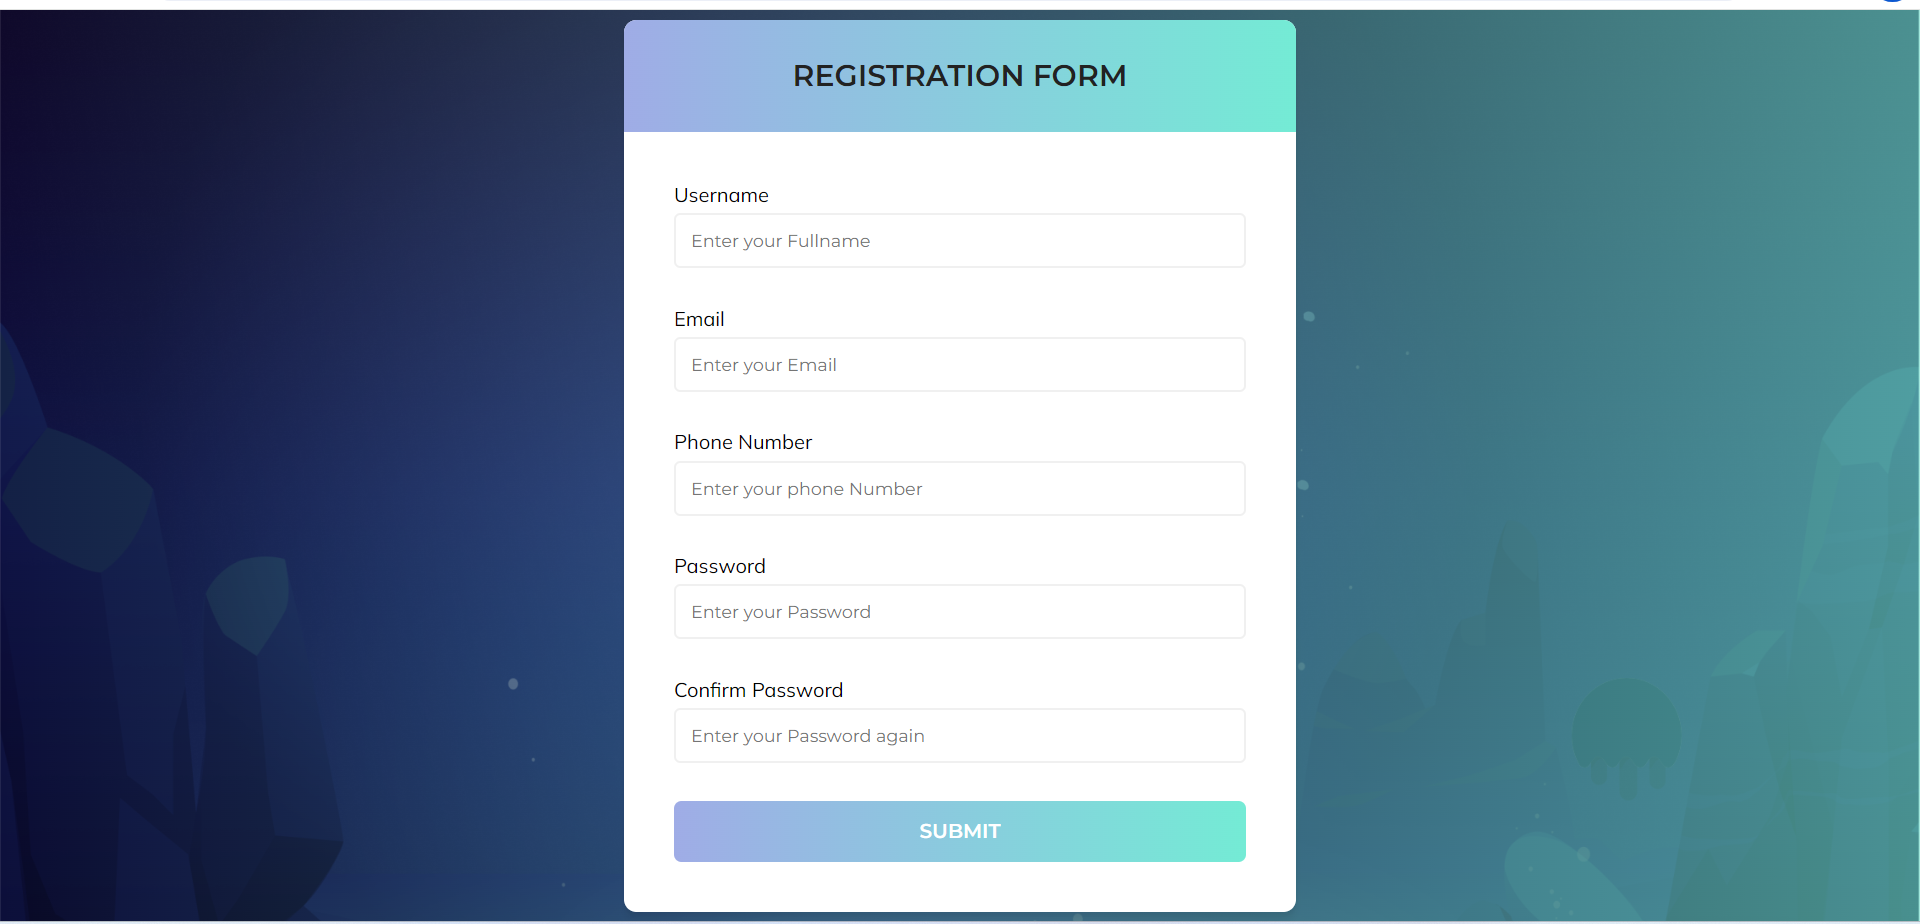 REGISTRATION FORM
Username
Enter your Fullname
Email
Enter your Email
Phone Number
Enter your phone Number
Password
Enter your Password
Confirm Password
Enter your Password again
SUBMIT